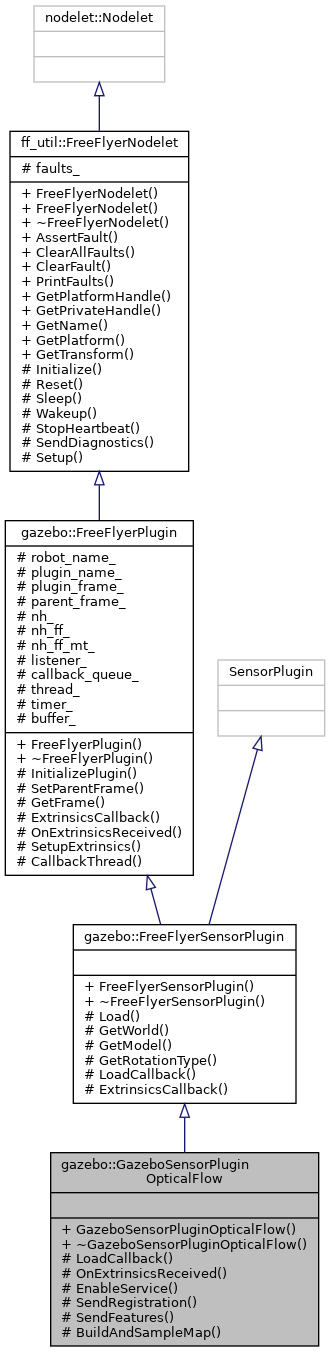 nodelet::Nodelet
ff_util::FreeFlyerNodelet
# faults_
+ FreeFlyerNodelet()
+ FreeFlyerNodelet()
+ ~FreeFlyerNodelet()
+ AssertFault()
+ ClearAllFaults()
+ ClearFault()
+ PrintFaults()
+ GetPlatformHandle()
+ GetPrivateHandle()
+ GetName()
+ GetPlatform()
+ GetTransform()
# Initialize()
# Reset()
# Sleep()
# Wakeup()
# StopHeartbeat()
# SendDiagnostics()
# Setup()
gazebo::FreeFlyerPlugin
# robot_name_
# plugin_name_
# plugin_frame_
# parent_frame_
# nh_
# nh_ff_
# nh_ff_mt_
# listener_
# callback_queue_
# thread_
# timer_
# buffer_
+ FreeFlyerPlugin()
+ ~FreeFlyerPlugin()
# InitializePlugin()
# SetParentFrame()
# GetFrame()
# ExtrinsicsCallback()
# OnExtrinsicsReceived()
# SetupExtrinsics()
# CallbackThread()
SensorPlugin
gazebo::FreeFlyerSensorPlugin
+ FreeFlyerSensorPlugin()
+ ~FreeFlyerSensorPlugin()
# Load()
# GetWorld()
# GetModel()
# GetRotationType()
# LoadCallback()
# ExtrinsicsCallback()
gazebo::GazeboSensorPlugin
OpticalFlow
+ GazeboSensorPluginOpticalFlow()
+ ~GazeboSensorPluginOpticalFlow()
# LoadCallback()
# OnExtrinsicsReceived()
# EnableService()
# SendRegistration()
# SendFeatures()
# BuildAndSampleMap()